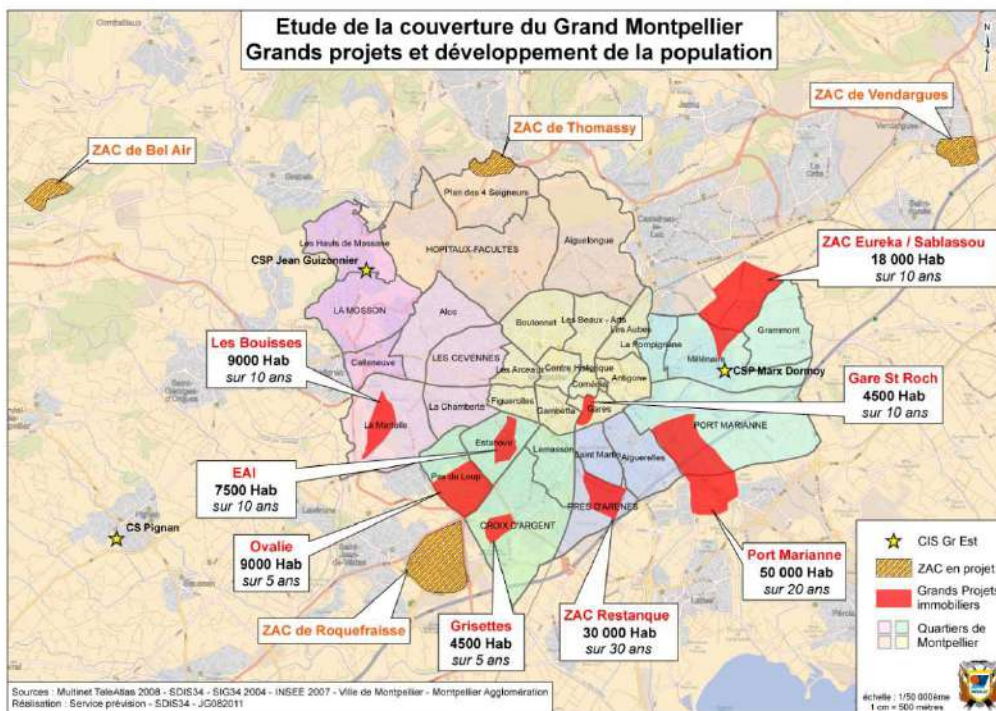 Etude de la couverture du Grand Montpellier
Grands projets et développement de la population
N
ZAC de Vendargues
Vendargues
ZAC de Thomassy
ZAC de Bel Air
Grabels
Plan des 4 Seigneurs
Les Hauts de Massane
CSP Jean Guizonnier
HOPITAUX-FACULTES
Aiguelongue
ZAC Eureka / Sablassou
18 000 Hab
sur 10 ans
LA MOSSON
Alco
Boutonnet
Les Beaux - Arts
Les Aubes
La Pompignane
Grammont
Millénaire
CSP Marx Dormoy
Les Bouisses
9000 Hab
sur 10 ans
Celleneuve
LES CEVENNES
Les Arceaux
Centre Historique
Comédie
Antigone
Gare St Roch
4500 Hab
sur 10 ans
La Martelle
La Chamberte
Figuerolles
Gambetta
Gares
PORT MARIANNE
Estanove
Lemasson
Saint Martin
Aiguerelles
EAI
7500 Hab
sur 10 ans
Pas du Loup
CROIX D'ARGENT
PRES D'ARENES
Pignan
CS Pignan
Ovalie
9000 Hab
sur 5 ans
Port Marianne
50 000 Hab
sur 20 ans
ZAC de Roquefraisse
Grisettes
4500 Hab
sur 5 ans
ZAC Restanque
30 000 Hab
sur 30 ans
Lattes
CIS Gr Est
ZAC en projet
Grands Projets
immobiliers
Quartiers de
Montpellier
échelle : 1/50 000ème
1 cm = 500 mètres
Sources : Multinet TeleAtlas 2008 - SDIS34 - SIG34 2004 - INSEE 2007 - Ville de Montpellier - Montpellier Agglomération
Réalisation : Service prévision - SDIS34 - JG082011